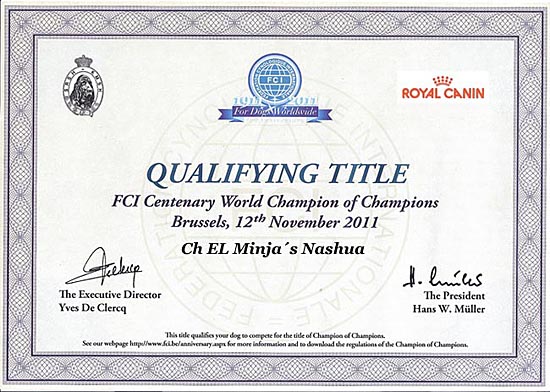 FCI
1911 2011
For Dogs Worldwide
ROYAL CANIN
QUALIFYING TITLE
FCI Centenary World Champion of Champions
Brussels, 12th November 2011
Ch EL Minja´s Nashua
The Executive Director
Yves De Clercq
The President
Hans W. Müller
This title qualifies your dog to compete for the title of Champion of Champions.
See our webpage http://www.fci.be/anniversary.aspx for more information and to download the regulations of the Champion of Champions.